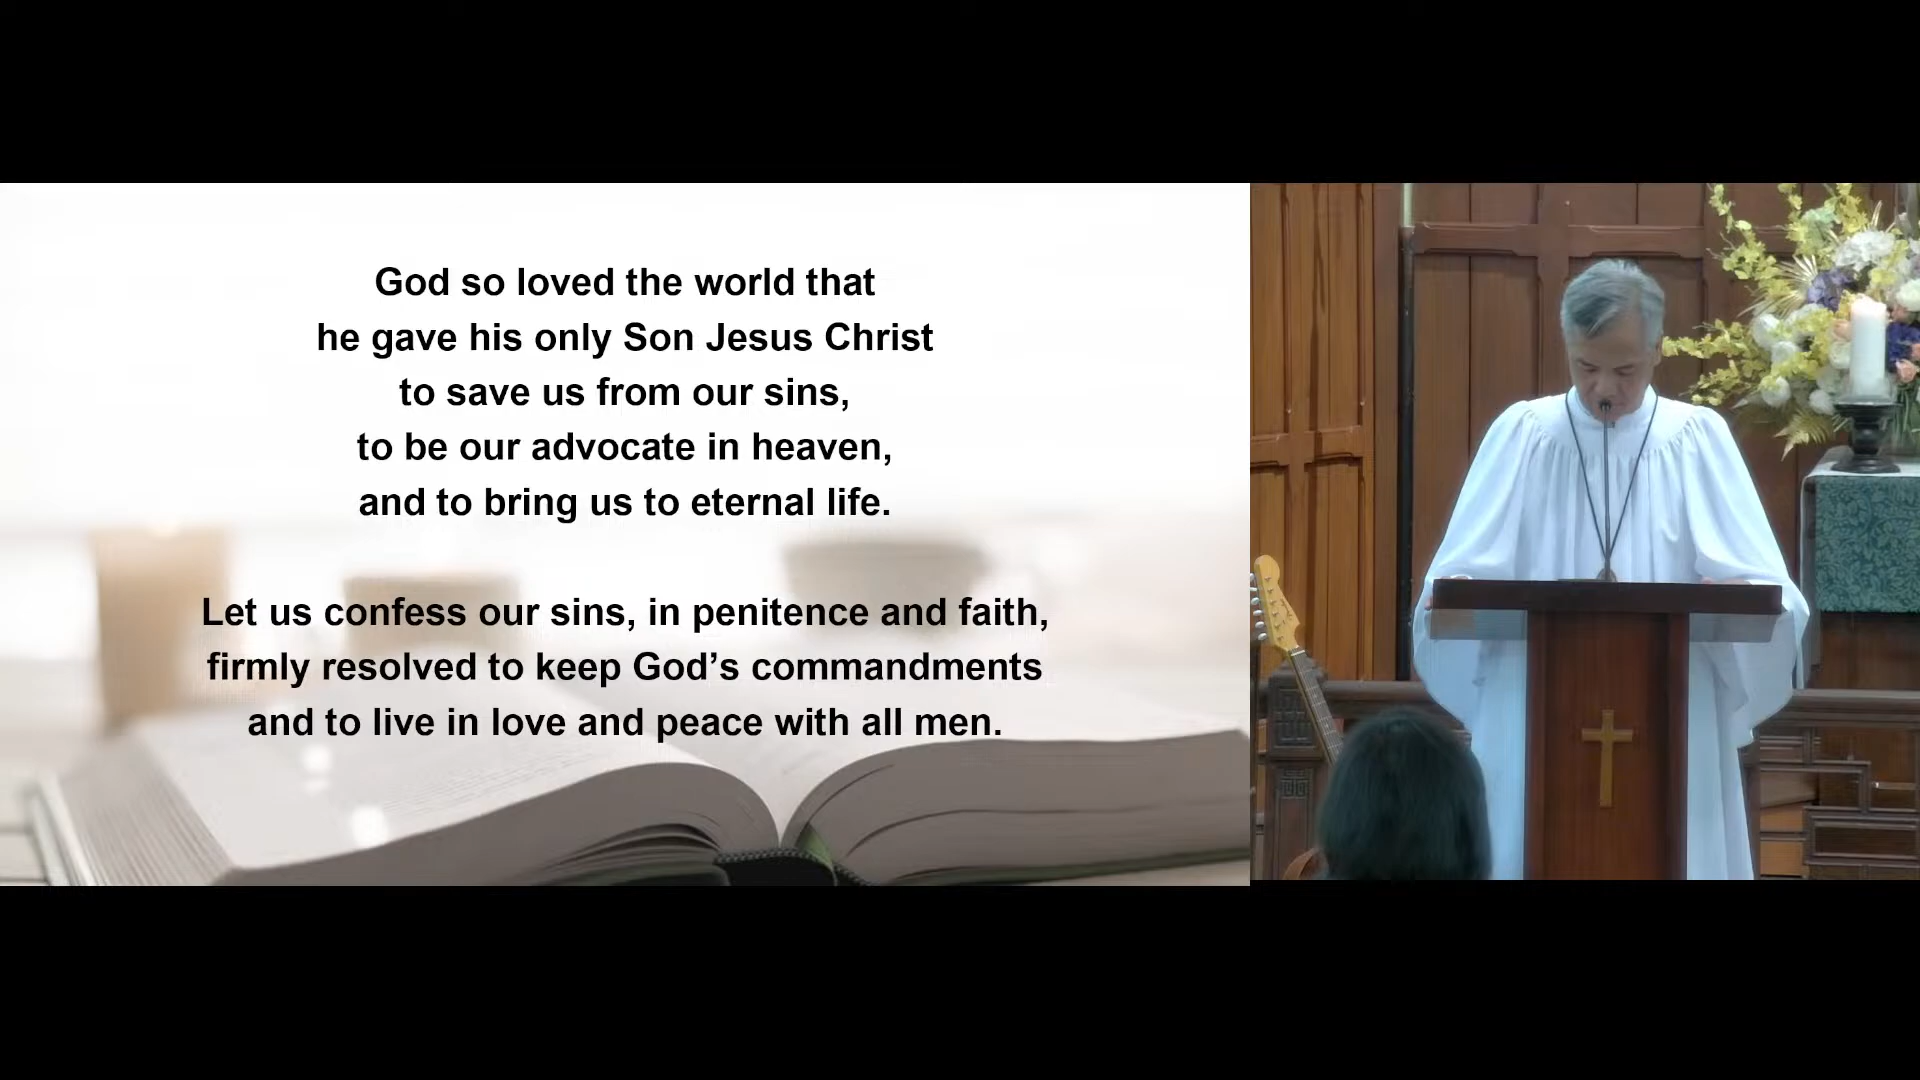 God so loved the world that
he gave his only Son Jesus Christ
to save us from our sins,
to be our advocate in heaven,
and to bring us to eternal life.
Let us confess our sins, in penitence and faith,
firmly resolved to keep God’s commandments
and to live in love and peace with all men.